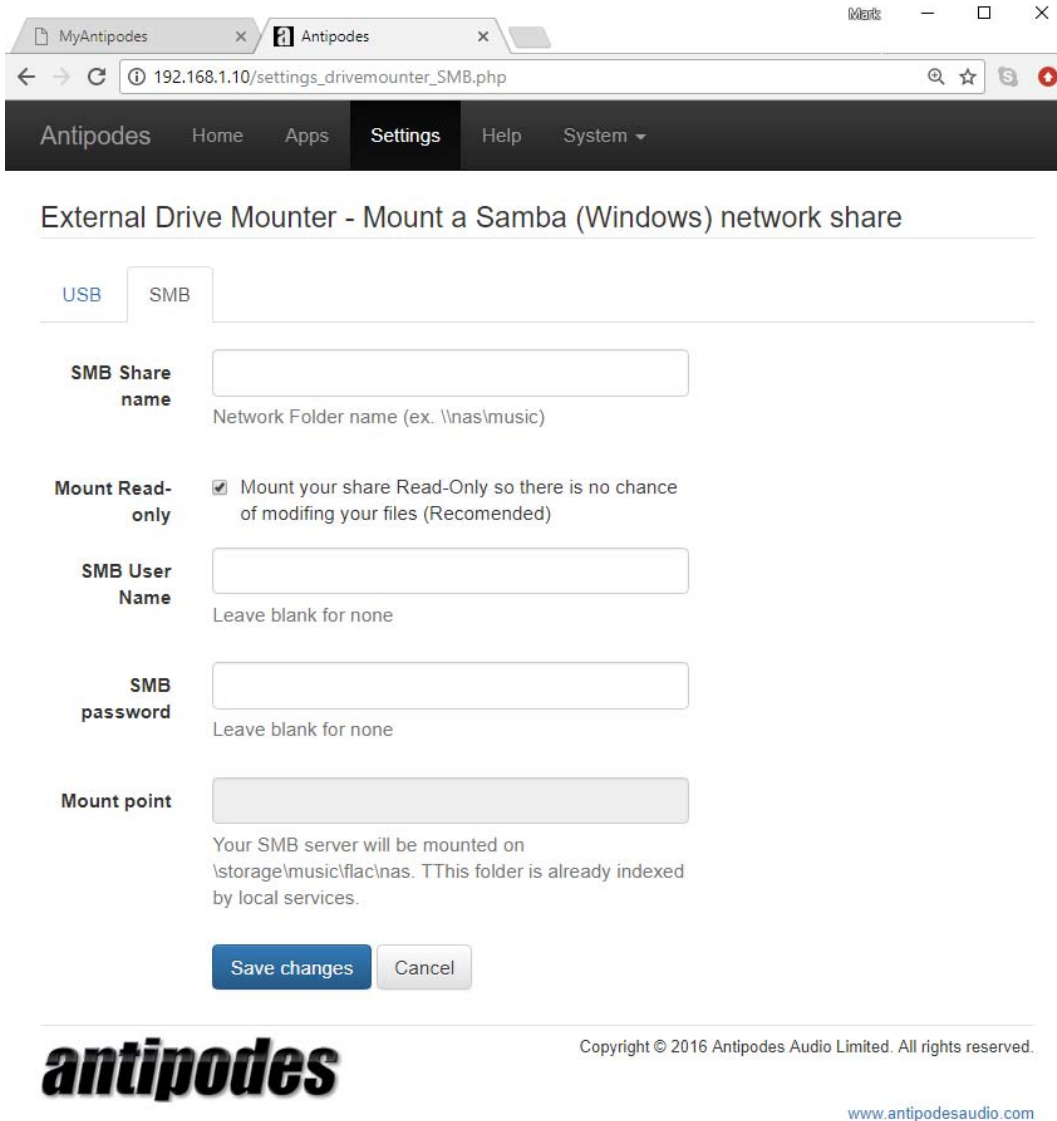 Mark
MyAntipodes
Antipodes
192.168.1.10/settings_drivemounter_SMB.php
Antipodes Home Apps Settings Help System
External Drive Mounter - Mount a Samba (Windows) network share
USB SMB
SMB Share
name
Network Folder name (ex. \\nas\music)
Mount Read-
only
Mount your share Read-Only so there is no chance
of modifing your files (Recomended)
SMB User
Name
Leave blank for none
SMB
password
Leave blank for none
Mount point
Your SMB server will be mounted on
\storage\music\flac\nas. TThis folder is already indexed
by local services.
Save changes Cancel
antipodes
Copyright © 2016 Antipodes Audio Limited. All rights reserved.
www.antipodesaudio.com